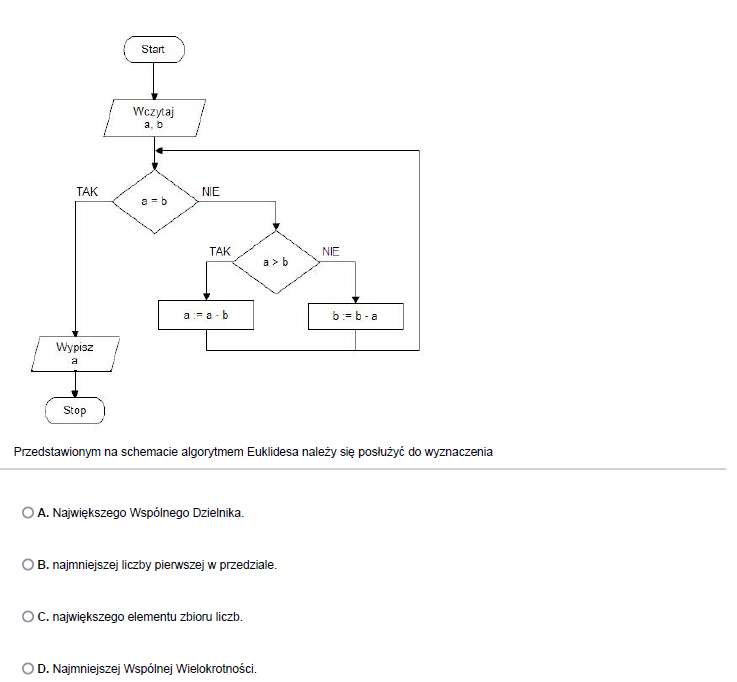 Start
Wczytaj
a, b
TAK
NIE
a = b
TAK
NIE
a > b
a := a - b
b := b - a
Wypisz
a
Stop
Przedstawionym na schemacie algorytmem Euklidesa należy się posłużyć do wyznaczenia
A. Największego Wspólnego Dzielnika.
B. najmniejszej liczby pierwszej w przedziale.
C. największego elementu zbioru liczb.
D. Najmniejszej Wspólnej Wielokrotności.